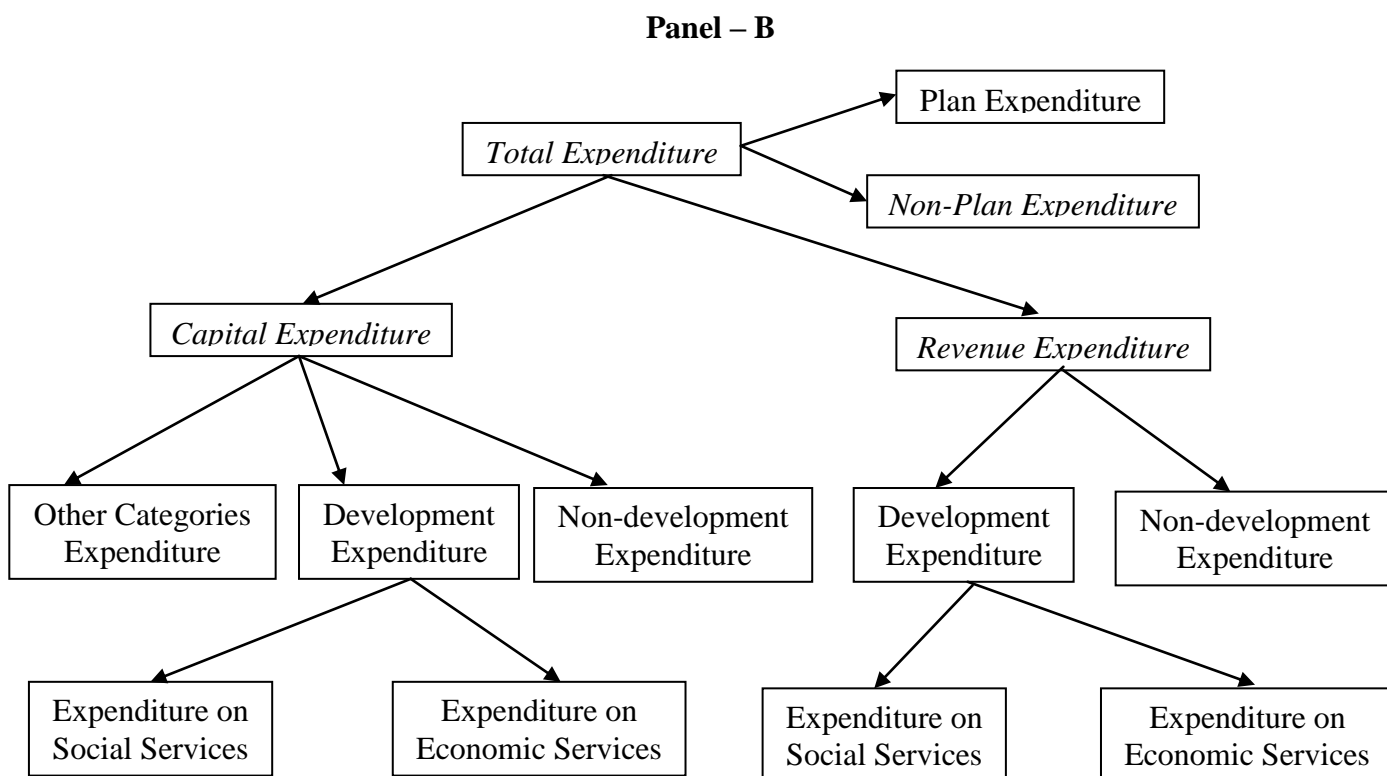 Panel – B
Plan Expenditure
Total Expenditure
Non-Plan Expenditure
Capital Expenditure
Revenue Expenditure
Other Categories
Expenditure
Development
Expenditure
Non-development
Expenditure
Development
Expenditure
Non-development
Expenditure
Expenditure on
Social Services
Expenditure on
Economic Services
Expenditure on
Social Services
Expenditure on
Economic Services